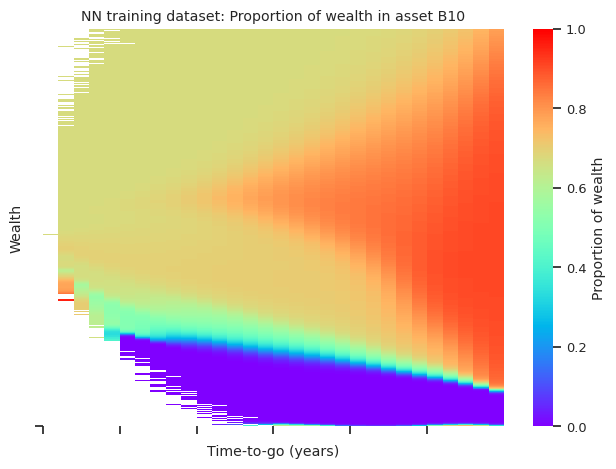 NN training dataset: Proportion of wealth in asset B10
Wealth
Time-to-go (years)
1.0
0.8
0.6
0.4
0.2
0.0
Proportion of wealth